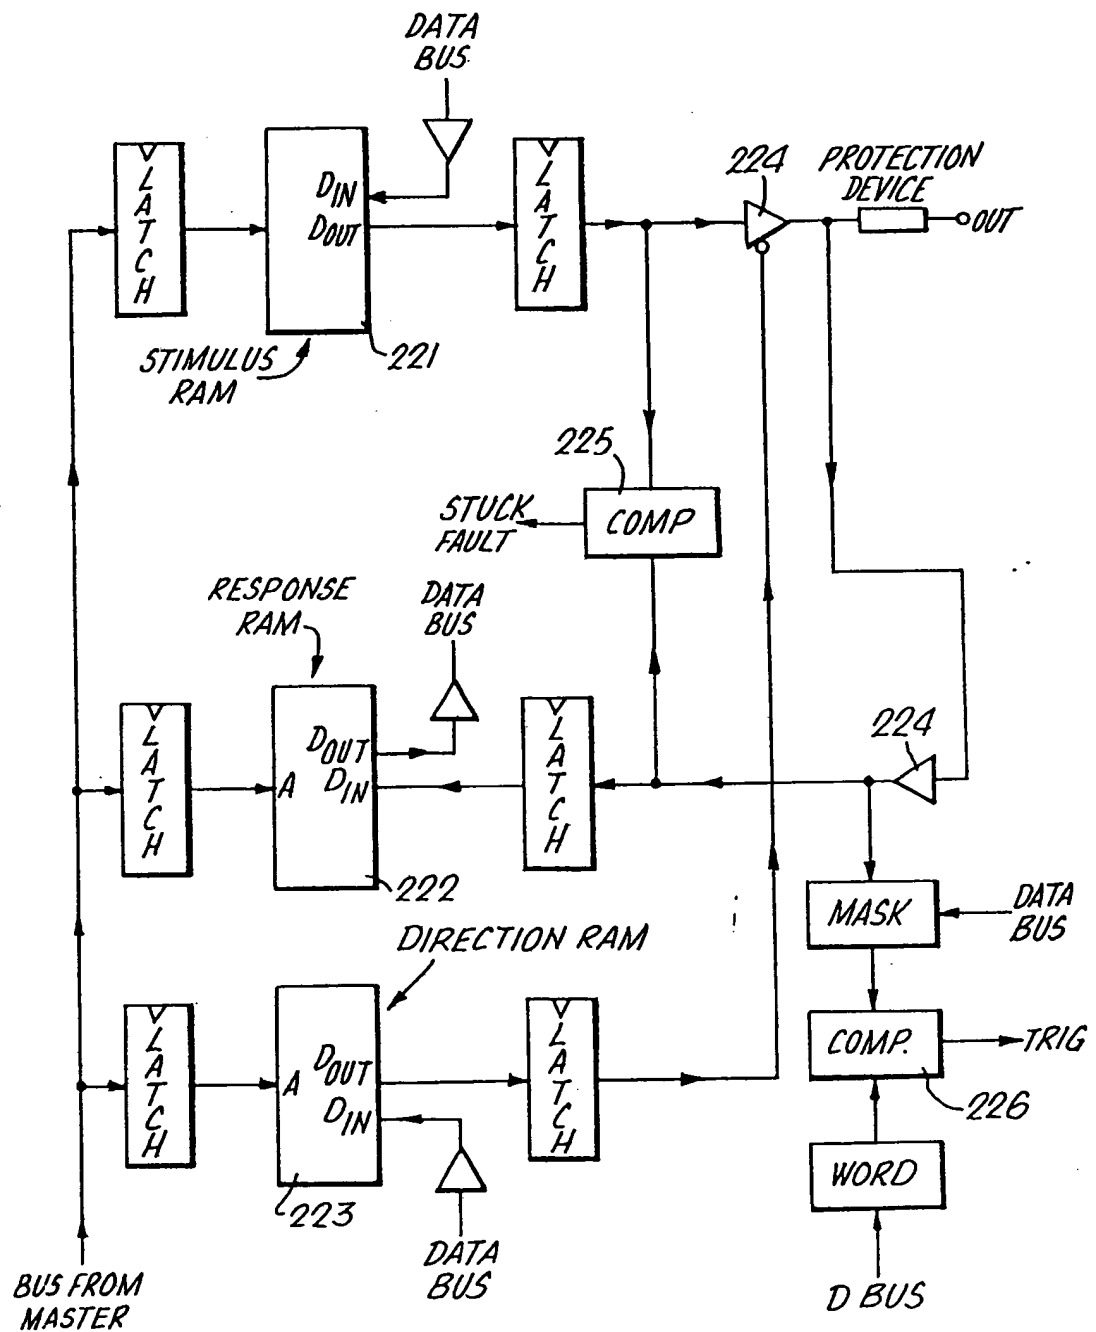 DATA
BUS
224
PROTECTION
DEVICE
LATCH
DIN
DOUT
LATCH
OUT
STIMULUS
RAM
221
225
STUCK
FAULT
COMP
RESPONSE
RAM
DATA
BUS
LATCH
A
DOUT
DIN
LATCH
224
222
MASK
DATA
BUS
DIRECTION RAM
LATCH
A
DOUT
DIN
LATCH
COMP.
TRIG
226
WORD
223
DATA
BUS
BUS FROM
MASTER
D BUS